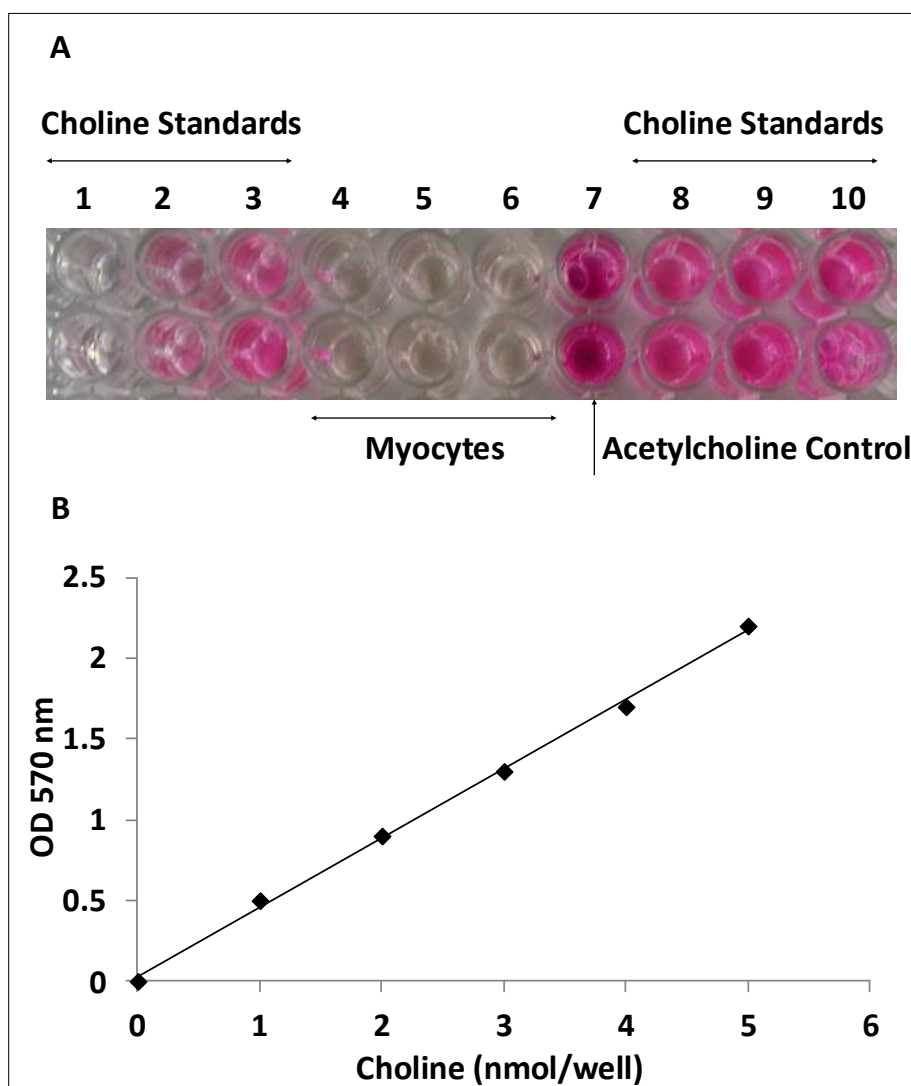 A
Choline Standards Choline Standards
1 2 3 4 5 6 7 8 9 10
Myocytes Acetylcholine Control
B
2.5
2
1.5
1
0.5
0
OD 570 nm
0 1 2 3 4 5 6
Choline (nmol/well)